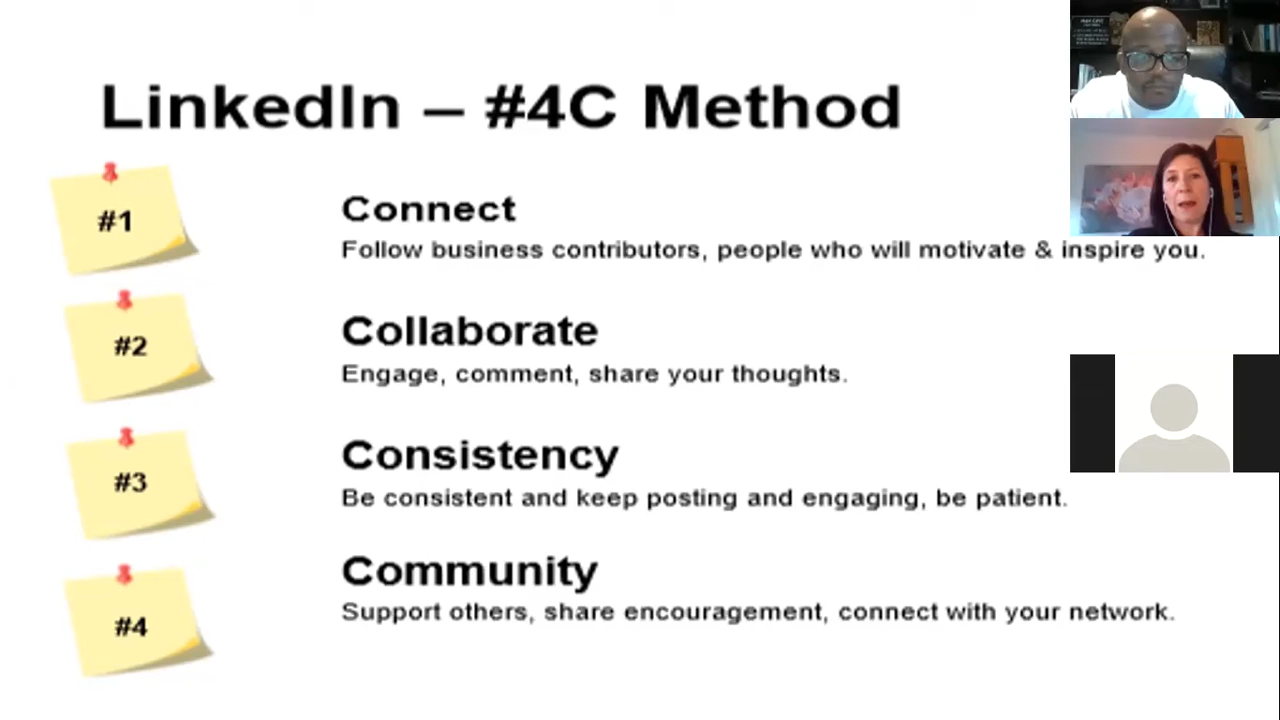 LinkedIn – #4C Method
#1
Connect
Follow business contributors, people who will motivate & inspire you.
#2
Collaborate
Engage, comment, share your thoughts.
#3
Consistency
Be consistent and keep posting and engaging, be patient.
Community
Support others, share encouragement, connect with your network.
#4